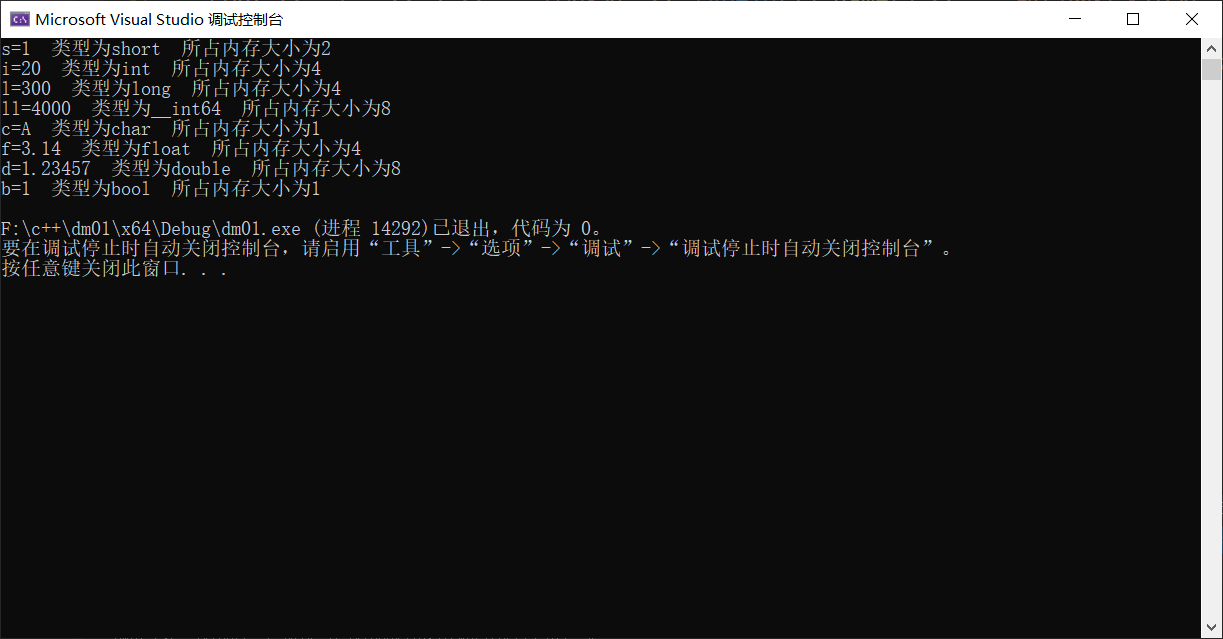 Microsoft Visual Studio 调试控制台
s=1  类型为short  所占内存大小为2
i=20  类型为int  所占内存大小为4
l=300  类型为long  所占内存大小为4
ll=4000  类型为__int64  所占内存大小为8
c=A  类型为char  所占内存大小为1
f=3.14  类型为float  所占内存大小为4
d=1.23457  类型为double  所占内存大小为8
b=1  类型为bool  所占内存大小为1
F:\c++\dm01\x64\Debug\dm01.exe (进程 14292)已退出，代码为 0。
要在调试停止时自动关闭控制台，请启用“工具”->“选项”->“调试”->“调试停止时自动关闭控制台”。
按任意键关闭此窗口. . .